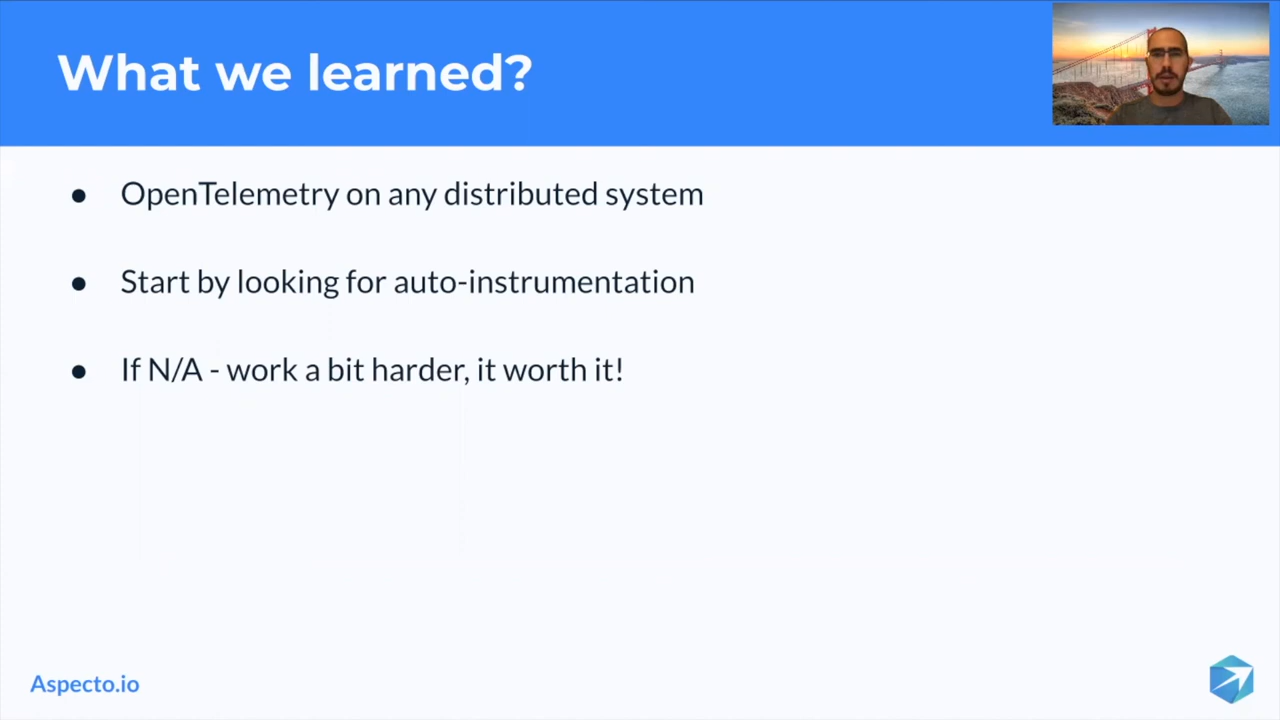 What we learned?
● OpenTelemetry on any distributed system
● Start by looking for auto-instrumentation
● If N/A - work a bit harder, it worth it!
Aspecto.io